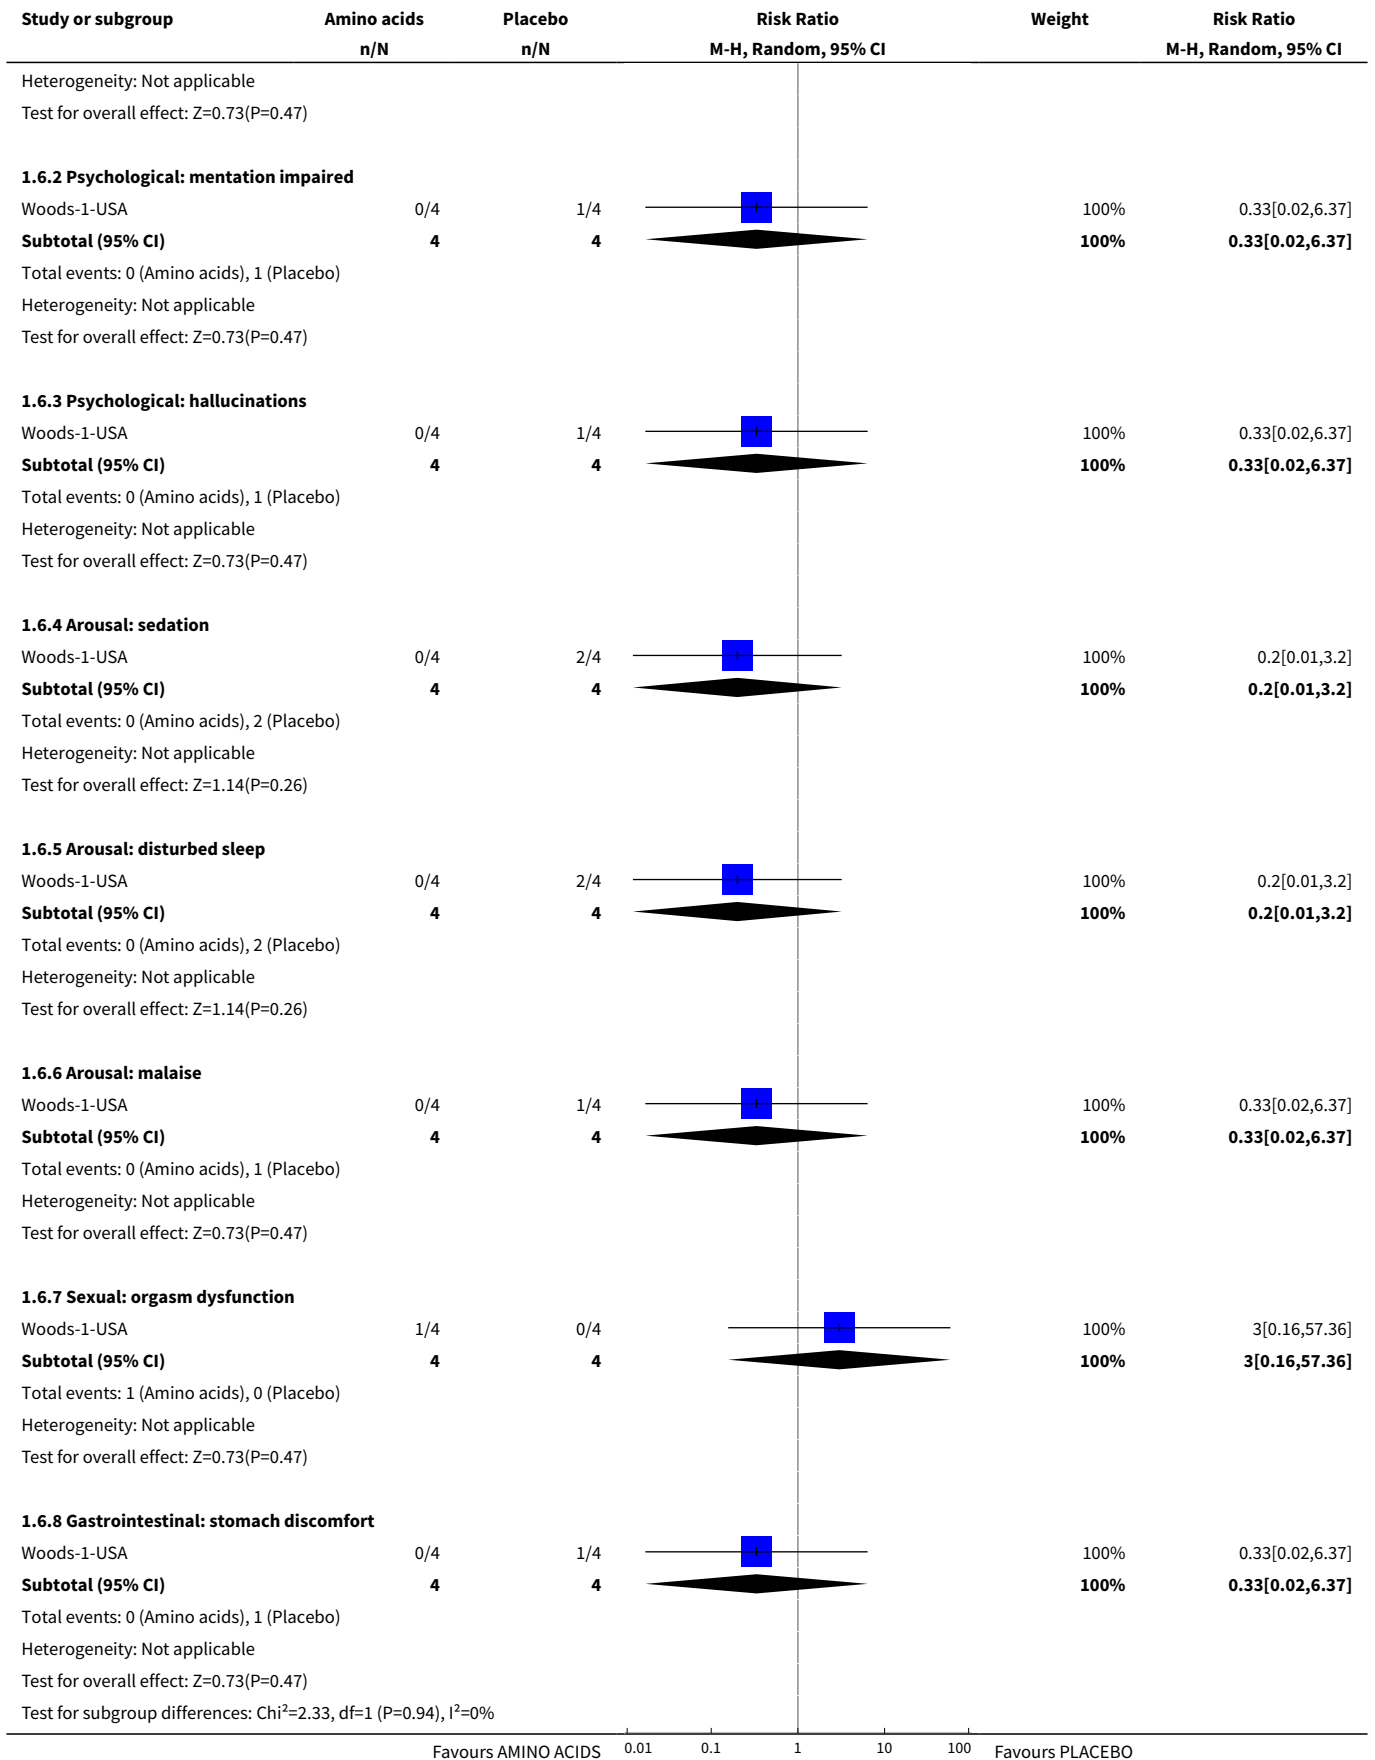 Study or subgroup Amino acids Placebo Risk Ratio Weight Risk Ratio
n/N n/N M-H, Random, 95% CI M-H, Random, 95% CI
Heterogeneity: Not applicable
Test for overall effect: Z=0.73(P=0.47)
1.6.2 Psychological: mentation impaired
Woods-1-USA 0/4 1/4 100% 0.33[0.02,6.37]
Subtotal (95% CI) 4 4 100% 0.33[0.02,6.37]
Total events: 0 (Amino acids), 1 (Placebo)
Heterogeneity: Not applicable
Test for overall effect: Z=0.73(P=0.47)
1.6.3 Psychological: hallucinations
Woods-1-USA 0/4 1/4 100% 0.33[0.02,6.37]
Subtotal (95% CI) 4 4 100% 0.33[0.02,6.37]
Total events: 0 (Amino acids), 1 (Placebo)
Heterogeneity: Not applicable
Test for overall effect: Z=0.73(P=0.47)
1.6.4 Arousal: sedation
Woods-1-USA 0/4 2/4 100% 0.2[0.01,3.2]
Subtotal (95% CI) 4 4 100% 0.2[0.01,3.2]
Total events: 0 (Amino acids), 2 (Placebo)
Heterogeneity: Not applicable
Test for overall effect: Z=1.14(P=0.26)
1.6.5 Arousal: disturbed sleep
Woods-1-USA 0/4 2/4 100% 0.2[0.01,3.2]
Subtotal (95% CI) 4 4 100% 0.2[0.01,3.2]
Total events: 0 (Amino acids), 2 (Placebo)
Heterogeneity: Not applicable
Test for overall effect: Z=1.14(P=0.26)
1.6.6 Arousal: malaise
Woods-1-USA 0/4 1/4 100% 0.33[0.02,6.37]
Subtotal (95% CI) 4 4 100% 0.33[0.02,6.37]
Total events: 0 (Amino acids), 1 (Placebo)
Heterogeneity: Not applicable
Test for overall effect: Z=0.73(P=0.47)
1.6.7 Sexual: orgasm dysfunction
Woods-1-USA 1/4 0/4 100% 3[0.16,57.36]
Subtotal (95% CI) 4 4 100% 3[0.16,57.36]
Total events: 1 (Amino acids), 0 (Placebo)
Heterogeneity: Not applicable
Test for overall effect: Z=0.73(P=0.47)
1.6.8 Gastrointestinal: stomach discomfort
Woods-1-USA 0/4 1/4 100% 0.33[0.02,6.37]
Subtotal (95% CI) 4 4 100% 0.33[0.02,6.37]
Total events: 0 (Amino acids), 1 (Placebo)
Heterogeneity: Not applicable
Test for overall effect: Z=0.73(P=0.47)
Test for subgroup differences: Chi²=2.33, df=1 (P=0.94), I²=0%
Favours AMINO ACIDS 0.01 0.1 1 10 100 Favours PLACEBO